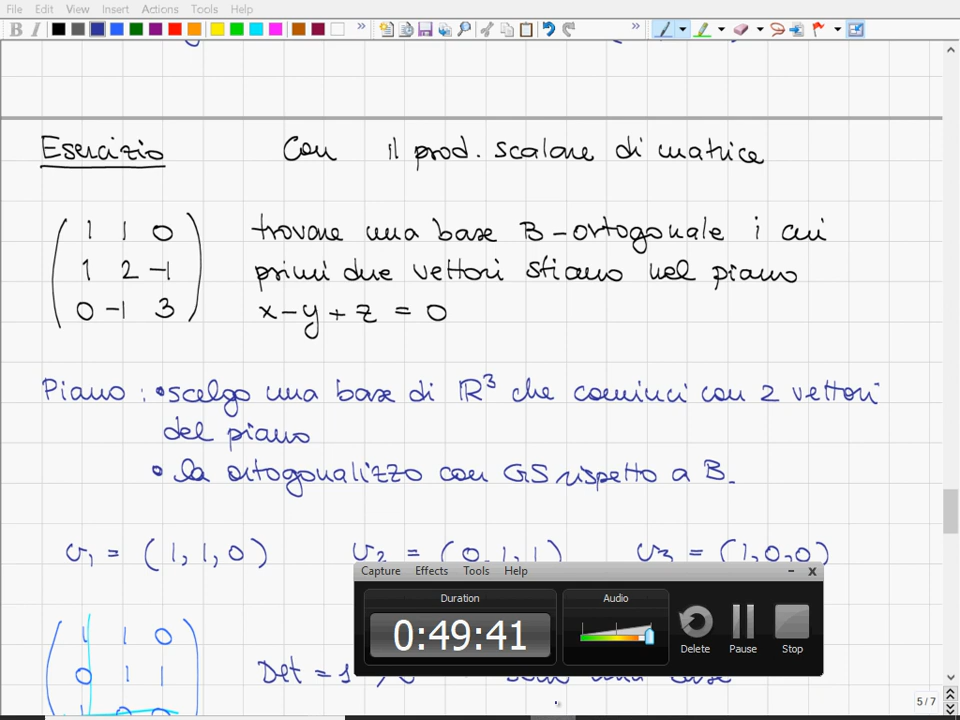 File Edit View Insert Actions Tools Help
B I » »
Esercizio Con il prod. scalare di matrice
1 1 0 trovare una base B-ortogonale i cui
1 2 -1 primi due vettori stiano nel piano
0 -1 3 x - y + z = 0
Piano : • scelgo una base di R³ che cominci con 2 vettori
del piano
• la ortogonalizzo con GS rispetto a B.
v₁ = (1, 1, 0) v₂ = (0, 1, 1) v₃ = (1, 0, 0)
Capture Effects Tools Help
Duration Audio
0:49:41
Delete Pause Stop
1 1 0
0 1 1 Det = 1
5 / 7